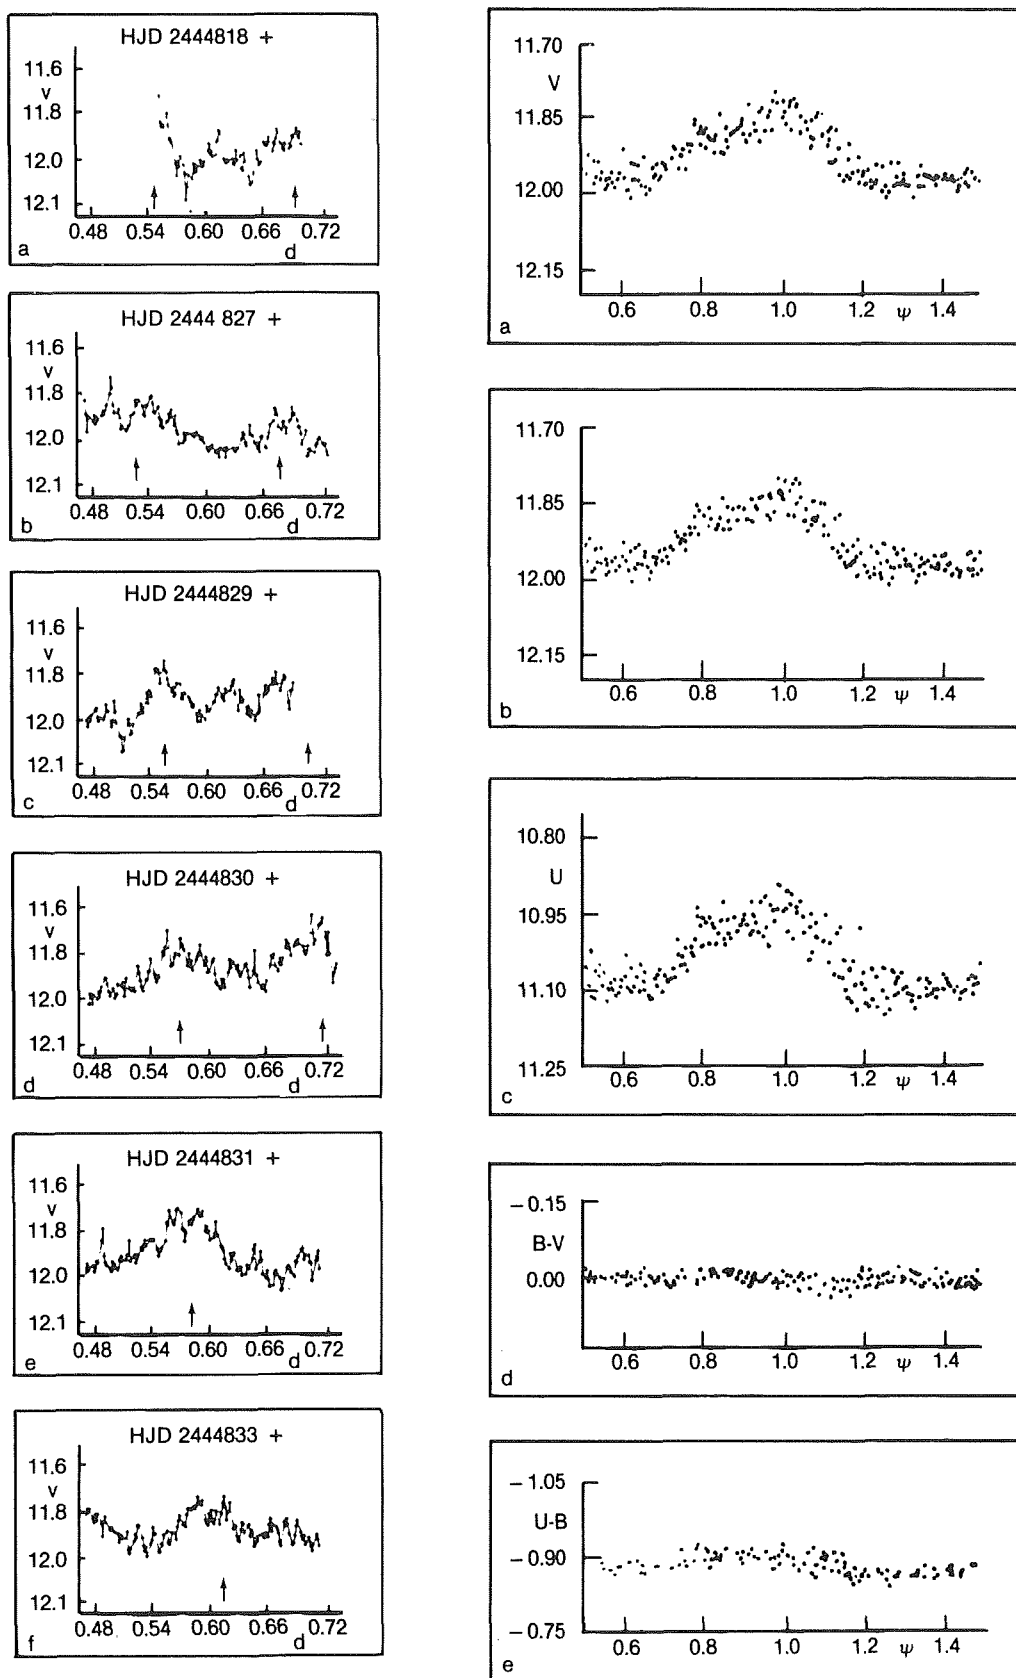 HJD 2444818 +
11.6
v
11.8
12.0
12.1
0.48 0.54 0.60 0.66 0.72
a
d
HJD 2444 827 +
11.6
v
11.8
12.0
12.1
0.48 0.54 0.60 0.66 0.72
b
d
HJD 2444829 +
11.6
v
11.8
12.0
12.1
0.48 0.54 0.60 0.66 0.72
c
d
HJD 2444830 +
11.6
v
11.8
12.0
12.1
0.48 0.54 0.60 0.66 0.72
d
d
HJD 2444831 +
11.6
v
11.8
12.0
12.1
0.48 0.54 0.60 0.66 0.72
e
d
HJD 2444833 +
11.6
v
11.8
12.0
12.1
0.48 0.54 0.60 0.66 0.72
f
d
11.70
V
11.85
12.00
12.15
0.6 0.8 1.0 1.2 ψ 1.4
a
11.70
11.85
12.00
12.15
0.6 0.8 1.0 1.2 ψ 1.4
b
10.80
U
10.95
11.10
11.25
0.6 0.8 1.0 1.2 ψ 1.4
c
−0.15
B-V
0.00
0.6 0.8 1.0 1.2 ψ 1.4
d
−1.05
U-B
−0.90
−0.75
0.6 0.8 1.0 1.2 ψ 1.4
e